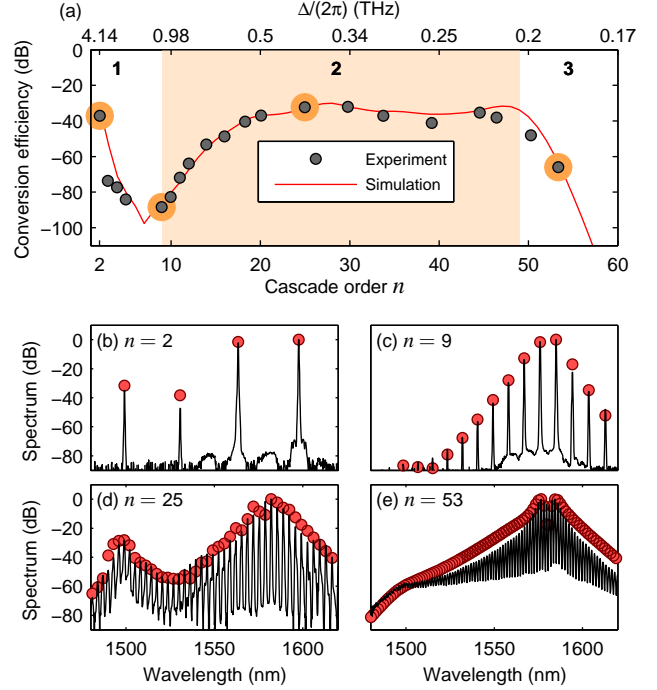 (a)
Δ/(2π) (THz)
4.14 0.98 0.5 0.34 0.25 0.2 0.17
Conversion efficiency (dB)
0
−20
−40
−60
−80
−100
1 2 3
Experiment
Simulation
2 10 20 30 40 50 60
Cascade order n
(b) n = 2
(c) n = 9
Spectrum (dB)
0
−20
−40
−60
−80
(d) n = 25
(e) n = 53
Spectrum (dB)
0
−20
−40
−60
−80
1500 1550 1600
1500 1550 1600
Wavelength (nm)
Wavelength (nm)